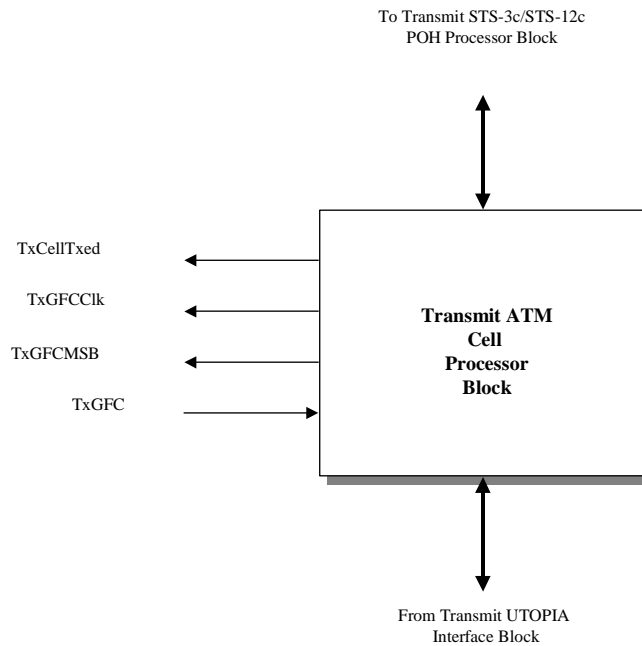 To Transmit STS-3c/STS-12c
POH Processor Block
TxCellTxed
TxGFCClk
TxGFCMSB
TxGFC
Transmit ATM
Cell
Processor
Block
From Transmit UTOPIA
Interface Block